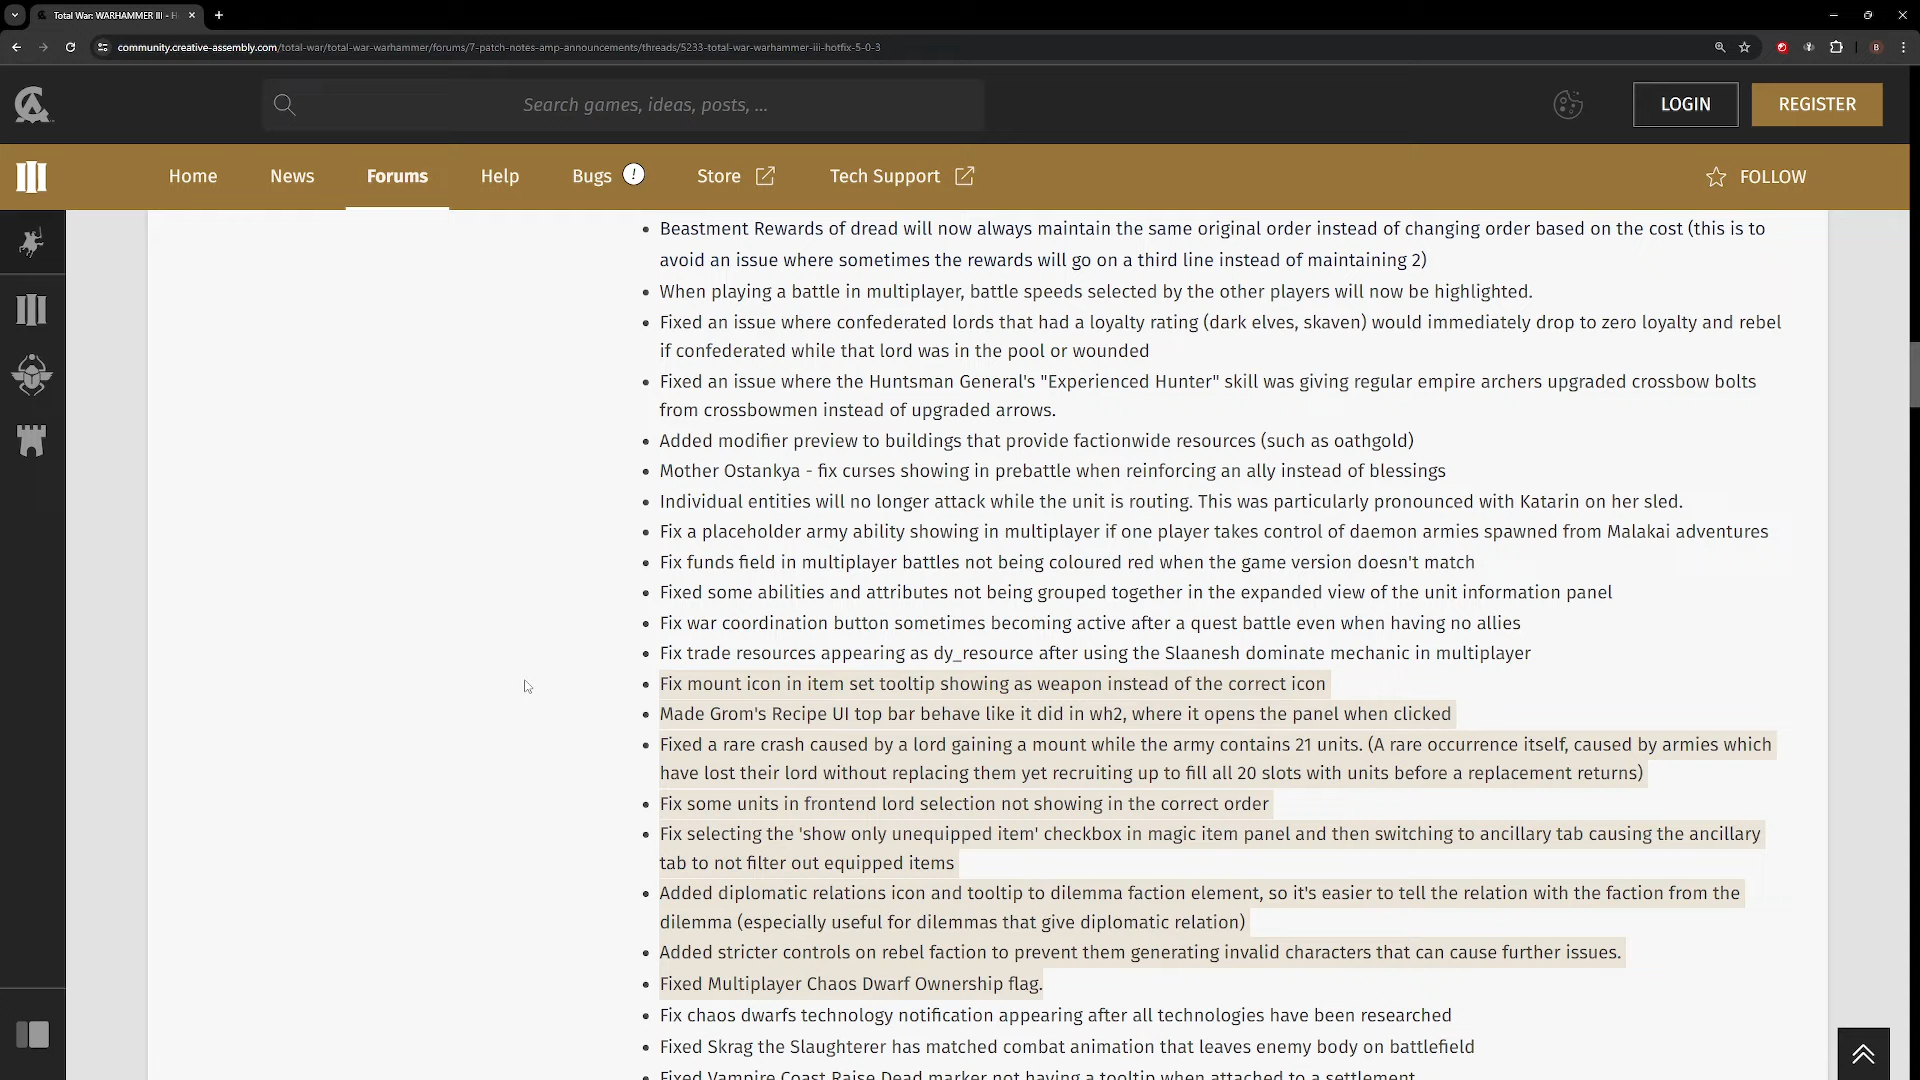 Total War: WARHAMMER III - H
community.creative-assembly.com/total-war/total-war-warhammer/forums/7-patch-notes-amp-announcements/threads/5233-total-war-warhammer-iii-hotfix-5-0-3
B
Search games, ideas, posts, ...
LOGIN
REGISTER
Home
News
Forums
Help
Bugs
!
Store
Tech Support
FOLLOW
• Beastment Rewards of dread will now always maintain the same original order instead of changing order based on the cost (this is to
avoid an issue where sometimes the rewards will go on a third line instead of maintaining 2)
• When playing a battle in multiplayer, battle speeds selected by the other players will now be highlighted.
• Fixed an issue where confederated lords that had a loyalty rating (dark elves, skaven) would immediately drop to zero loyalty and rebel
if confederated while that lord was in the pool or wounded
• Fixed an issue where the Huntsman General's "Experienced Hunter" skill was giving regular empire archers upgraded crossbow bolts
from crossbowmen instead of upgraded arrows.
• Added modifier preview to buildings that provide factionwide resources (such as oathgold)
• Mother Ostankya - fix curses showing in prebattle when reinforcing an ally instead of blessings
• Individual entities will no longer attack while the unit is routing. This was particularly pronounced with Katarin on her sled.
• Fix a placeholder army ability showing in multiplayer if one player takes control of daemon armies spawned from Malakai adventures
• Fix funds field in multiplayer battles not being coloured red when the game version doesn't match
• Fixed some abilities and attributes not being grouped together in the expanded view of the unit information panel
• Fix war coordination button sometimes becoming active after a quest battle even when having no allies
• Fix trade resources appearing as dy_resource after using the Slaanesh dominate mechanic in multiplayer
• Fix mount icon in item set tooltip showing as weapon instead of the correct icon
• Made Grom's Recipe UI top bar behave like it did in wh2, where it opens the panel when clicked
• Fixed a rare crash caused by a lord gaining a mount while the army contains 21 units. (A rare occurrence itself, caused by armies which
have lost their lord without replacing them yet recruiting up to fill all 20 slots with units before a replacement returns)
• Fix some units in frontend lord selection not showing in the correct order
• Fix selecting the 'show only unequipped item' checkbox in magic item panel and then switching to ancillary tab causing the ancillary
tab to not filter out equipped items
• Added diplomatic relations icon and tooltip to dilemma faction element, so it's easier to tell the relation with the faction from the
dilemma (especially useful for dilemmas that give diplomatic relation)
• Added stricter controls on rebel faction to prevent them generating invalid characters that can cause further issues.
• Fixed Multiplayer Chaos Dwarf Ownership flag.
• Fix chaos dwarfs technology notification appearing after all technologies have been researched
• Fixed Skrag the Slaughterer has matched combat animation that leaves enemy body on battlefield
• Fixed Vampire Coast Raise Dead marker not having a tooltip when attached to a settlement